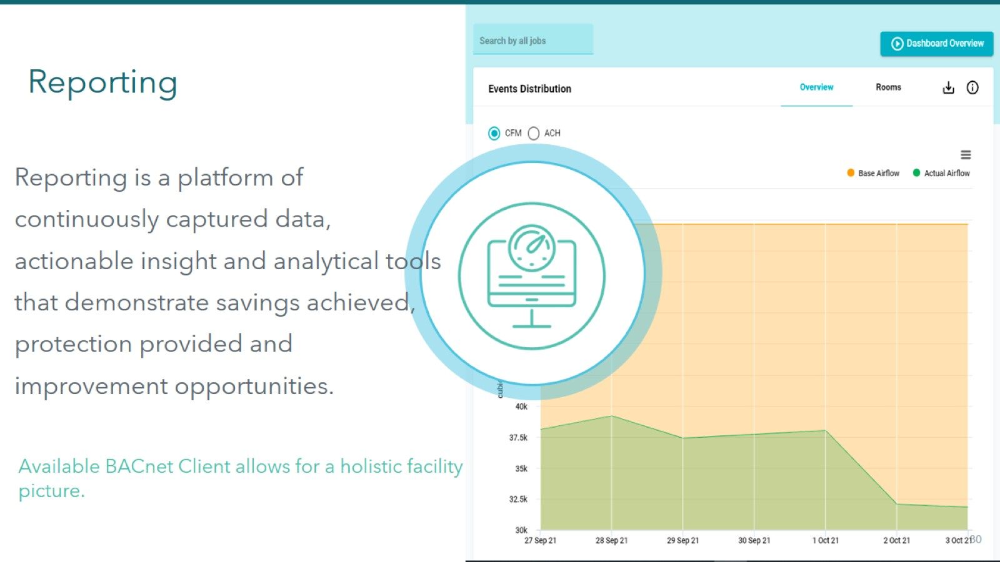 Reporting
Reporting is a platform of
continuously captured data,
actionable insight and analytical tools
that demonstrate savings achieved,
protection provided and
improvement opportunities.
Available BACnet Client allows for a holistic facility
picture.
Search by all jobs
Dashboard Overview
Events Distribution
Overview
Rooms
CFM
ACH
Base Airflow
Actual Airflow
40k
37.5k
35k
32.5k
30k
27 Sep 21
28 Sep 21
29 Sep 21
30 Sep 21
1 Oct 21
2 Oct 21
3 Oct 21
30